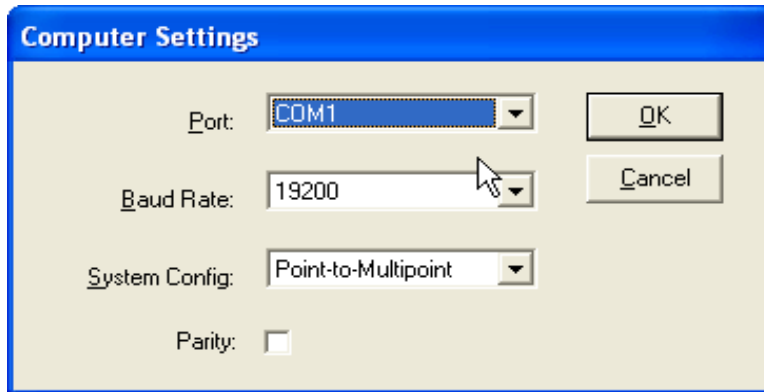 Computer Settings
Port: COM1 OK
Baud Rate: 19200 Cancel
System Config: Point-to-Multipoint
Parity: